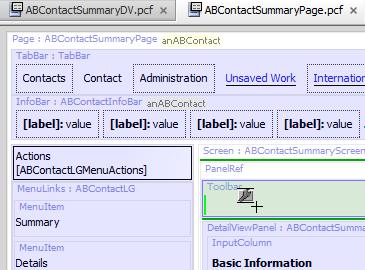 ABContactSummaryDV.pcf ABContactSummaryPage.pcf
Page : ABContactSummaryPage anABContact
TabBar : TabBar
Contacts Contact Administration Unsaved Work Internationa
InfoBar : ABContactInfoBar anABContact
[label]: value [label]: value [label]: value [label]: value
Actions
[ABContactLGMenuActions]
MenuLinks : ABContactLG
MenuItem
Summary
MenuItem
Details
Screen : ABContactSummaryScreen
PanelRef
Toolbar
DetailViewPanel : ABContactSumma
InputColumn
Basic Information